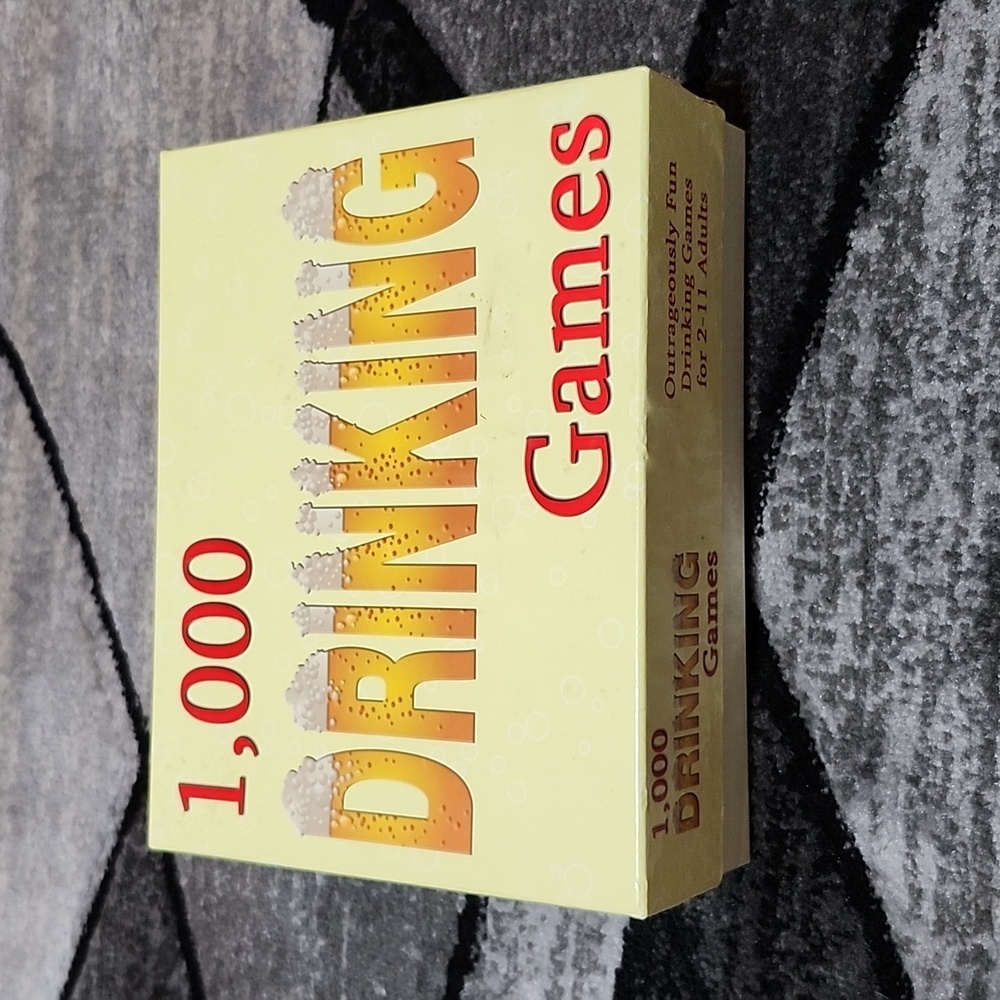 1,000
DRINKING
Games
1,000
DRINKING
Games
Outrageously Fun
Drinking Games
for 2-11 Adults